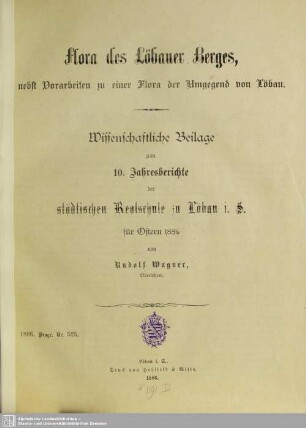 Flora des Löbauer Berges,
nebst Vorarbeiten zu einer Flora der Umgegend von Löbau.
Wissenschaftliche Beilage
zum
10. Jahresberichte
der
städtischen Realschule zu Löbau i. S.
für Ostern 1886
von
Rudolf Wagner,
Oberlehrer.
1886. Progr. Nr. 525.
Löbau i. S.
Druck von
1886.